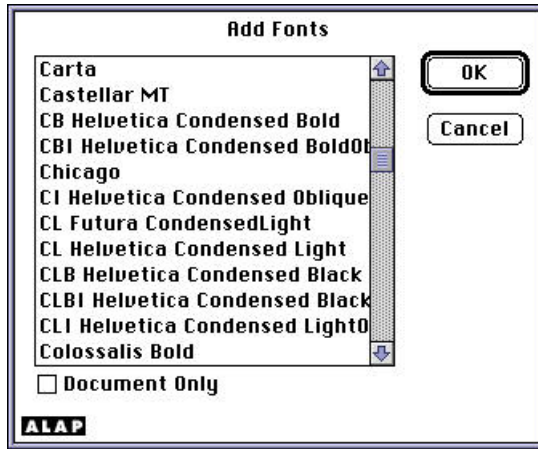 Add Fonts
Carta
Castellar MT
CB Helvetica Condensed Bold
CBI Helvetica Condensed BoldOb
Chicago
CI Helvetica Condensed Oblique
CL Futura CondensedLight
CL Helvetica Condensed Light
CLB Helvetica Condensed Black
CLBI Helvetica Condensed Black
CLI Helvetica Condensed LightO
Colossalis Bold
OK
Cancel
Document Only
ALAP